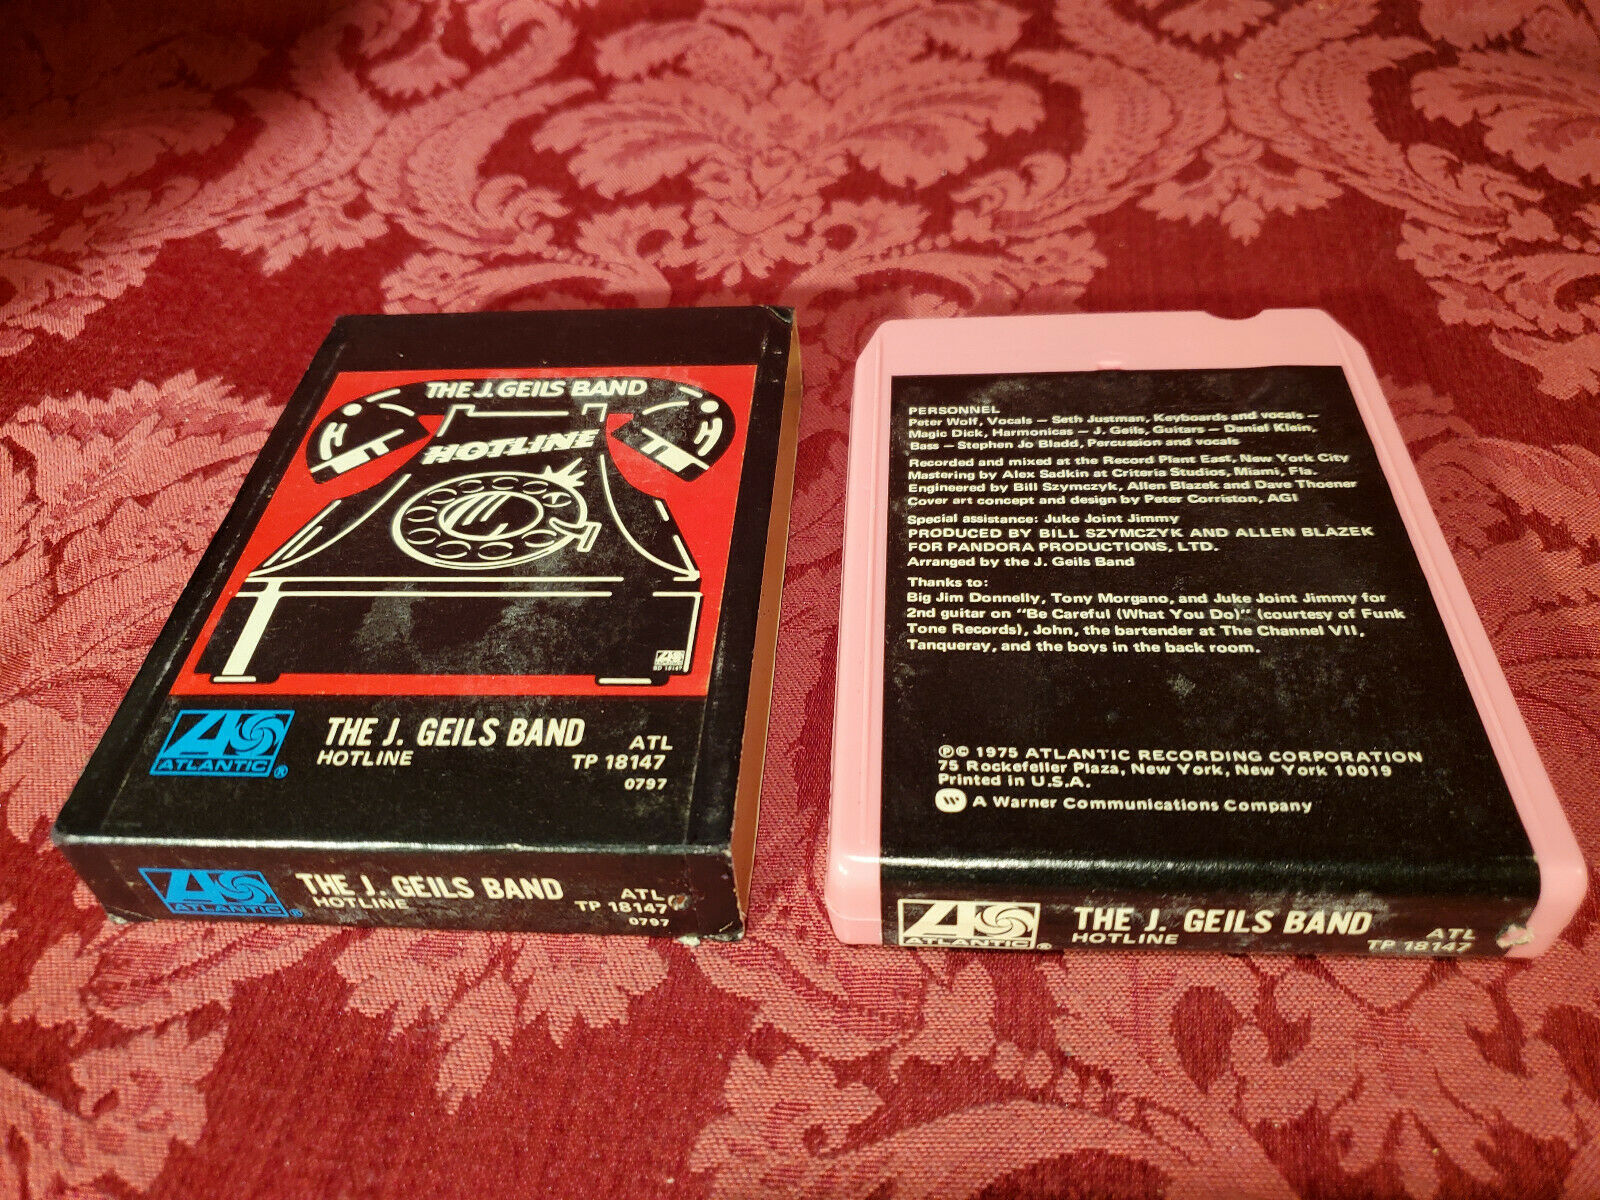 THE J. GEILS BAND
HOTLINE
ATLANTIC
THE J. GEILS BAND
HOTLINE
ATL
TP 18147
0797
ATLANTIC
THE J. GEILS BAND
HOTLINE
ATL
TP 18147
0797
PERSONNEL
Peter Wolf, Vocals — Seth Justman, Keyboards and vocals —
Magic Dick, Harmonicas — J. Geils, Guitars — Daniel Klein,
Bass — Stephen Jo Bladd, Percussion and vocals
Recorded and mixed at the Record Plant East, New York City
Mastering by Alex Sadkin at Criteria Studios, Miami, Fla.
Engineered by Bill Szymczyk, Allen Blazek and Dave Thoener
Cover art concept and design by Peter Corriston, AGI
Special assistance: Juke Joint Jimmy
PRODUCED BY BILL SZYMCZYK AND ALLEN BLAZEK
FOR PANDORA PRODUCTIONS, LTD.
Arranged by the J. Geils Band
Thanks to:
Big Jim Donnelly, Tony Morgano, and Juke Joint Jimmy for
2nd guitar on "Be Careful (What You Do)" (courtesy of Funk
Tone Records), John, the bartender at The Channel VII,
Tanqueray, and the boys in the back room.
℗© 1975 ATLANTIC RECORDING CORPORATION
75 Rockefeller Plaza, New York, New York 10019
Printed in U.S.A.
A Warner Communications Company
ATLANTIC
THE J. GEILS BAND
HOTLINE
ATL
TP 18147